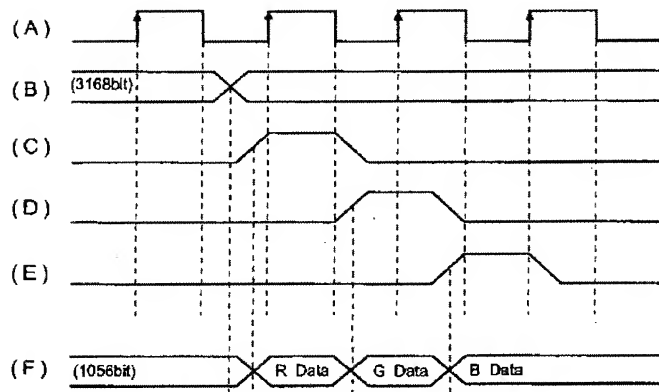 (A)
(B) (3168bit)
(C)
(D)
(E)
(F) (1056bit) R Data G Data B Data